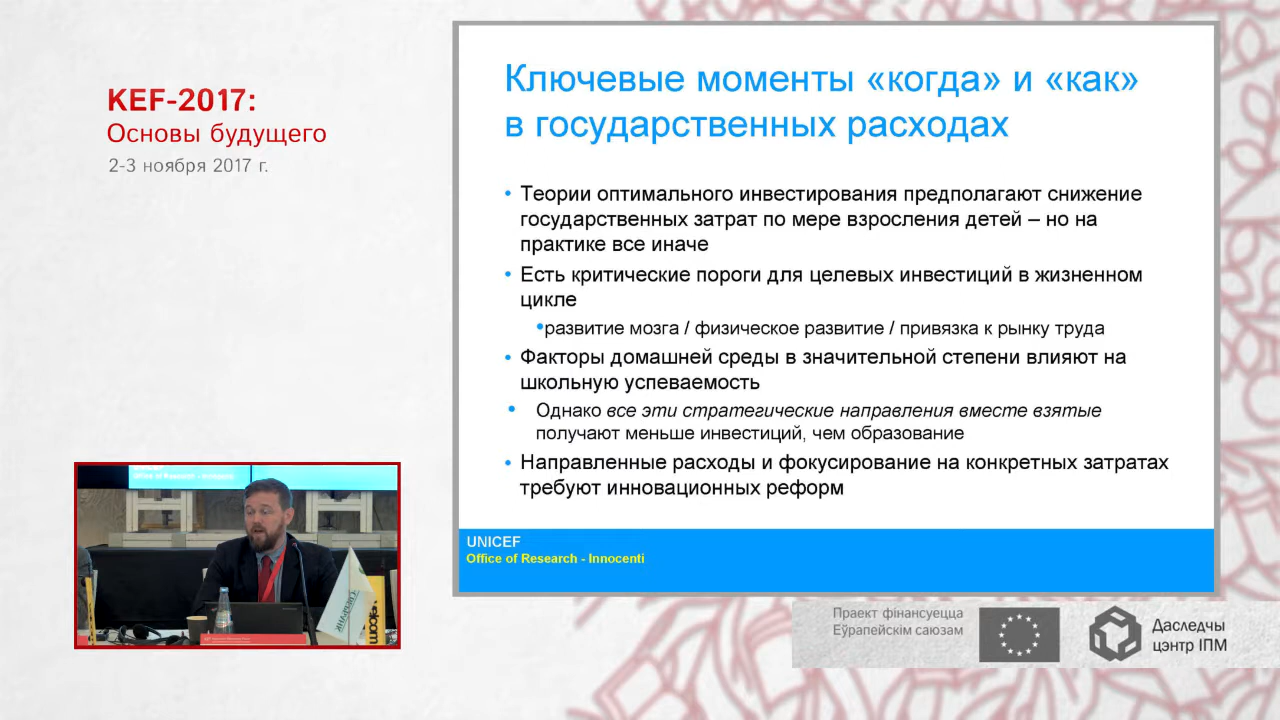 KEF-2017:
Основы будущего
2-3 ноября 2017 г.
Ключевые моменты «когда» и «как»
в государственных расходах
• Теории оптимального инвестирования предполагают снижение
государственных затрат по мере взросления детей – но на
практике все иначе
• Есть критические пороги для целевых инвестиций в жизненном
цикле
•развитие мозга / физическое развитие / привязка к рынку труда
• Факторы домашней среды в значительной степени влияют на
школьную успеваемость
• Однако все эти стратегические направления вместе взятые
получают меньше инвестиций, чем образование
• Направленные расходы и фокусирование на конкретных затратах
требуют инновационных реформ
UNICEF
Office of Research - Innocenti
Office of Research - Innocenti
Праект фінансуецца
Еўрапейскім саюзам
Даследчы
цэнтр ІПМ